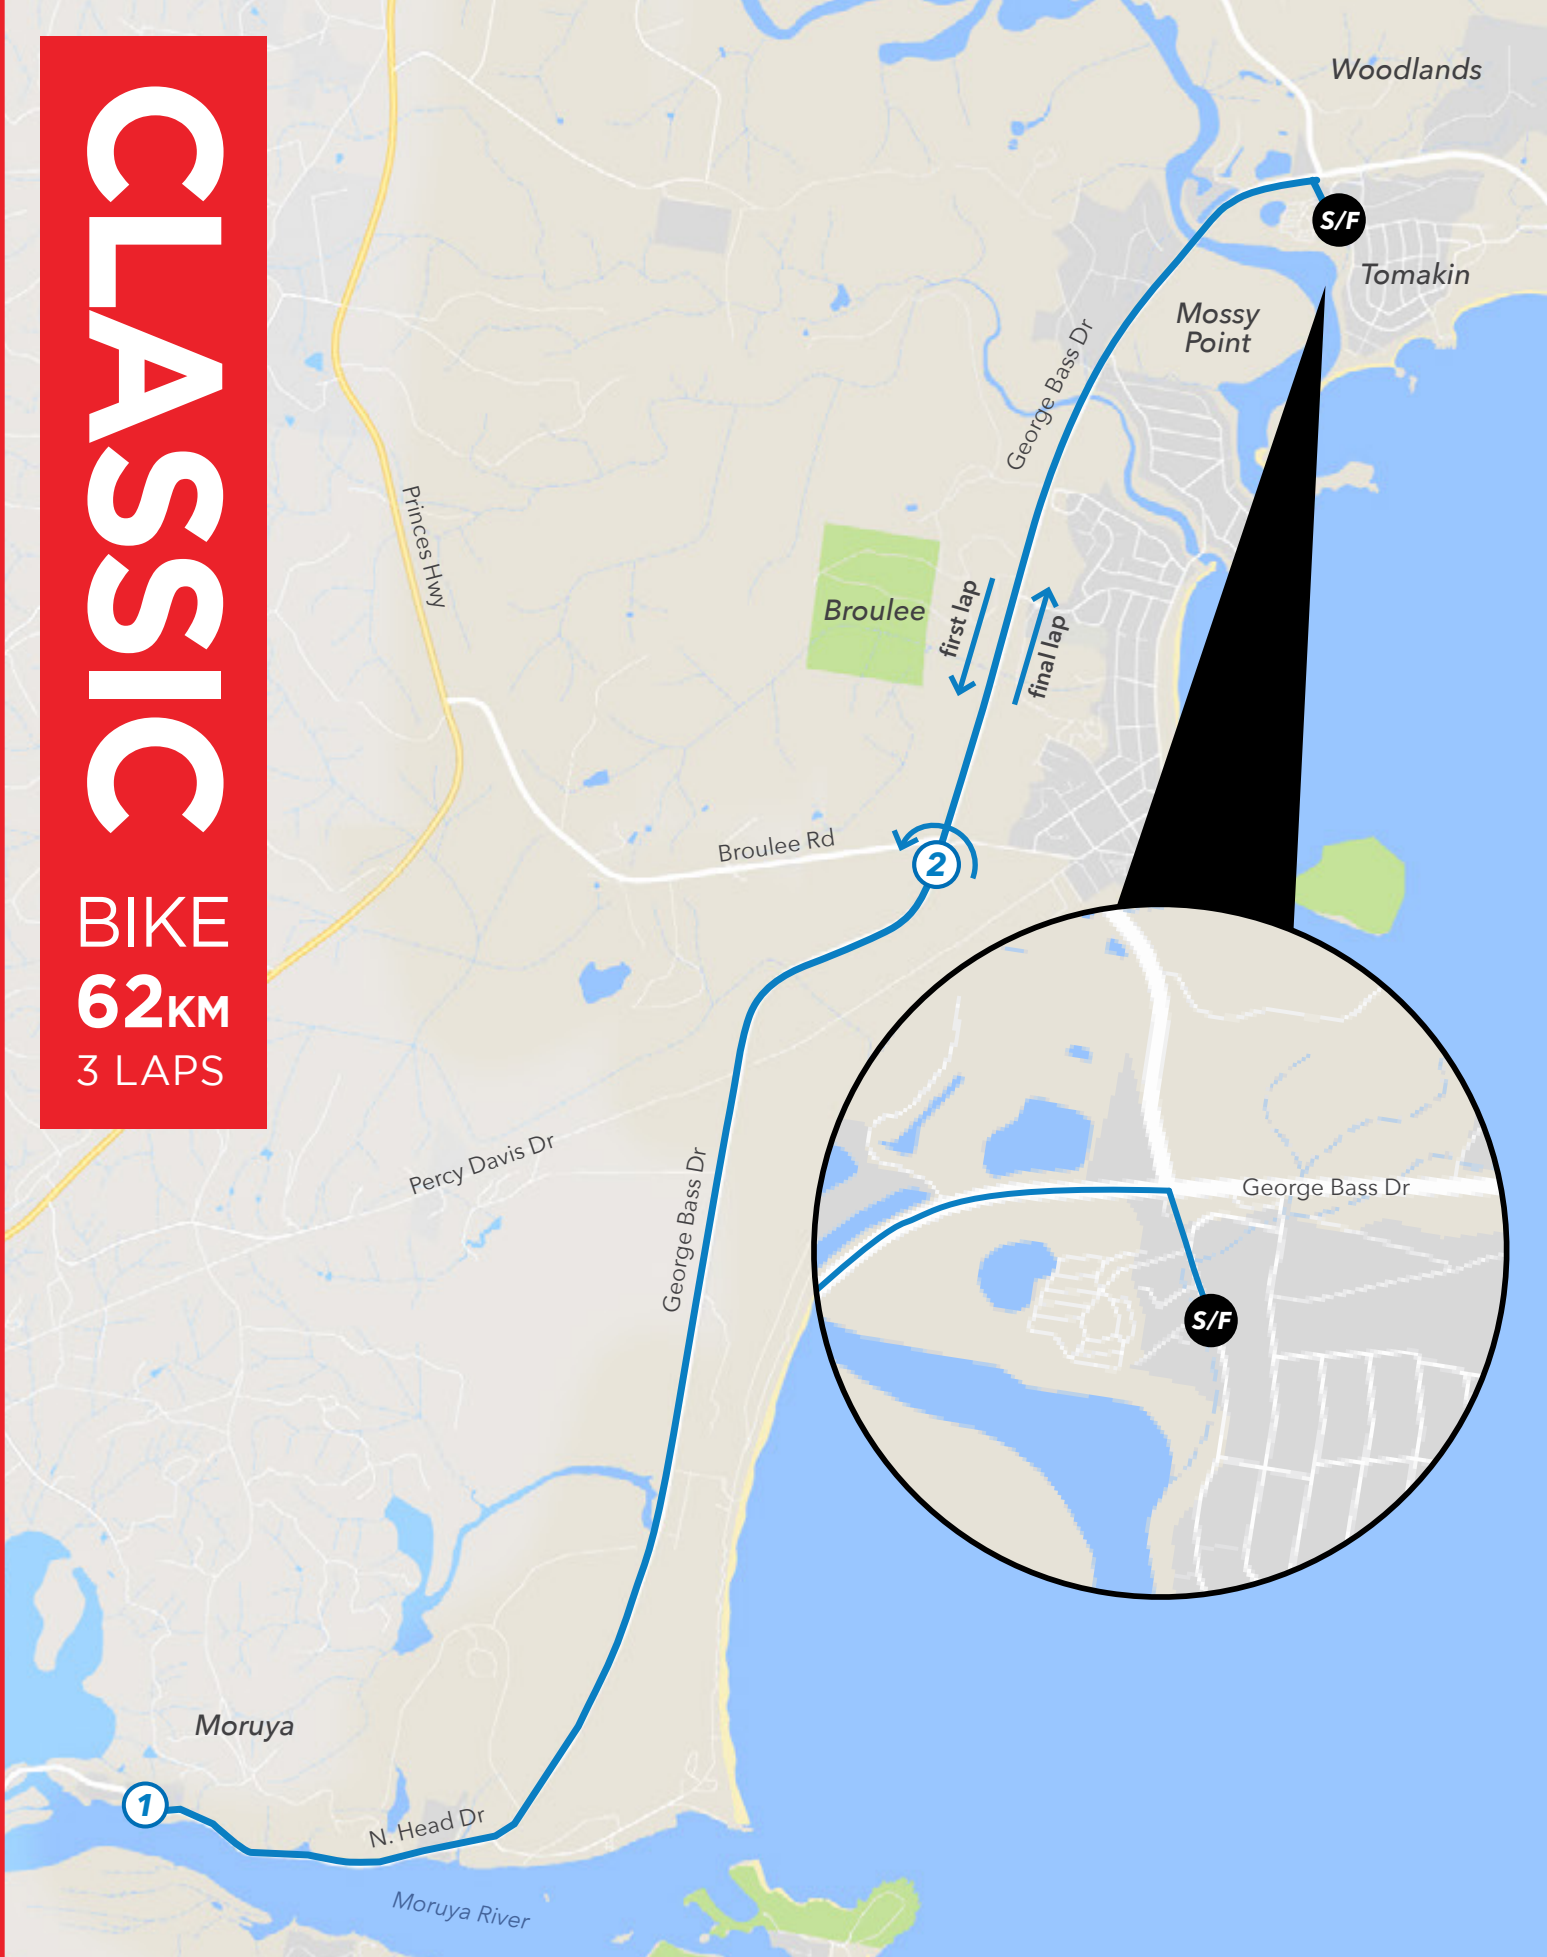 CLASSIC
BIKE
62KM
3 LAPS
Woodlands
S/F
Tomakin
Mossy
Point
George Bass Dr
Princes Hwy
Broulee
first lap
final lap
Broulee Rd
2
Percy Davis Dr
George Bass Dr
George Bass Dr
S/F
Moruya
1
N. Head Dr
Moruya River